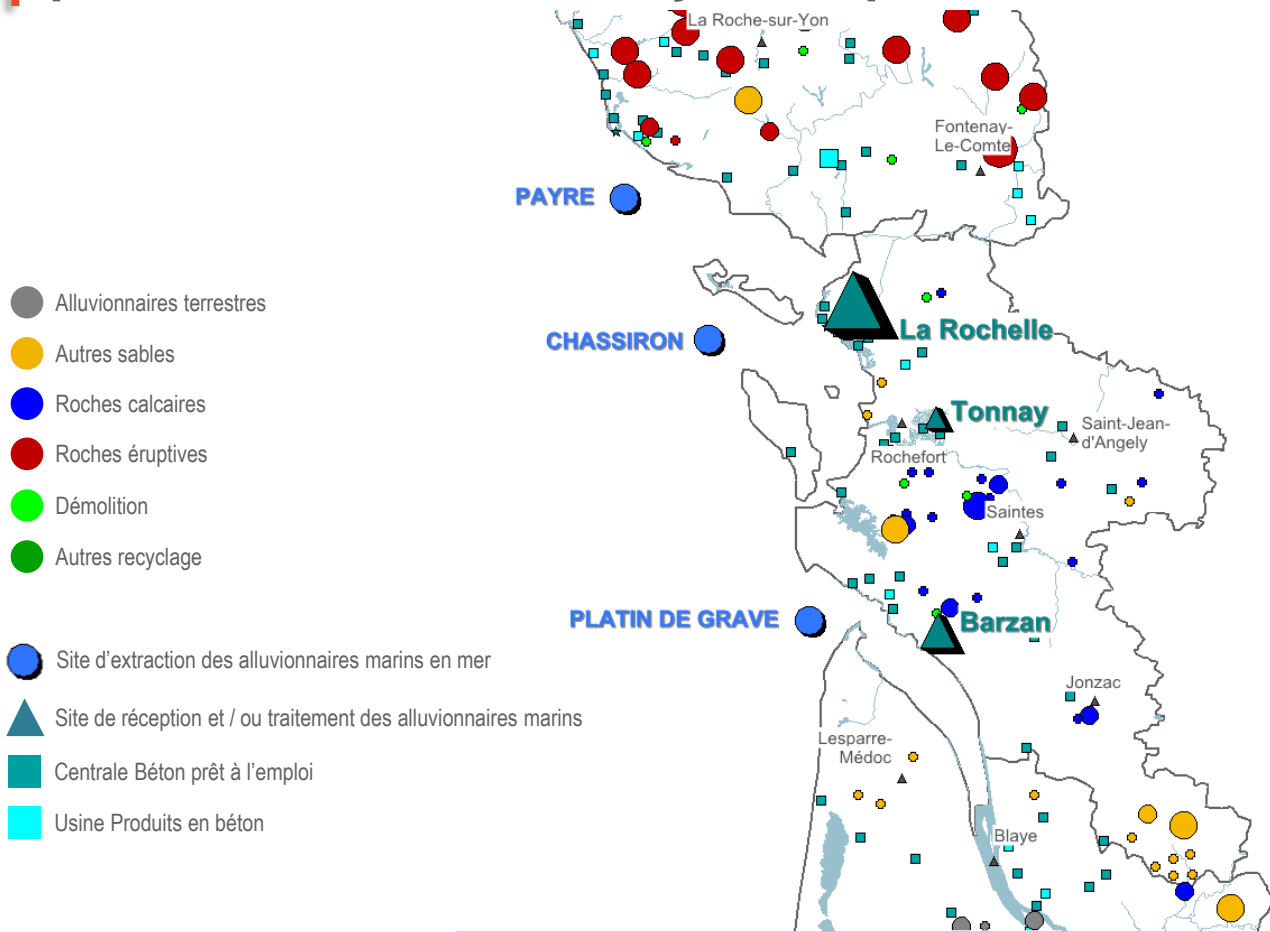 La Roche-sur-Yon
Fontenay-
Le-Comte
PAYRE
CHASSIRON
La Rochelle
Tonnay
Saint-Jean-
d'Angely
Rochefort
Saintes
PLATIN DE GRAVE
Barzan
Jonzac
Lesparre-
Médoc
Blaye
Alluvionnaires terrestres
Autres sables
Roches calcaires
Roches éruptives
Démolition
Autres recyclage
Site d'extraction des alluvionnaires marins en mer
Site de réception et / ou traitement des alluvionnaires marins
Centrale Béton prêt à l'emploi
Usine Produits en béton